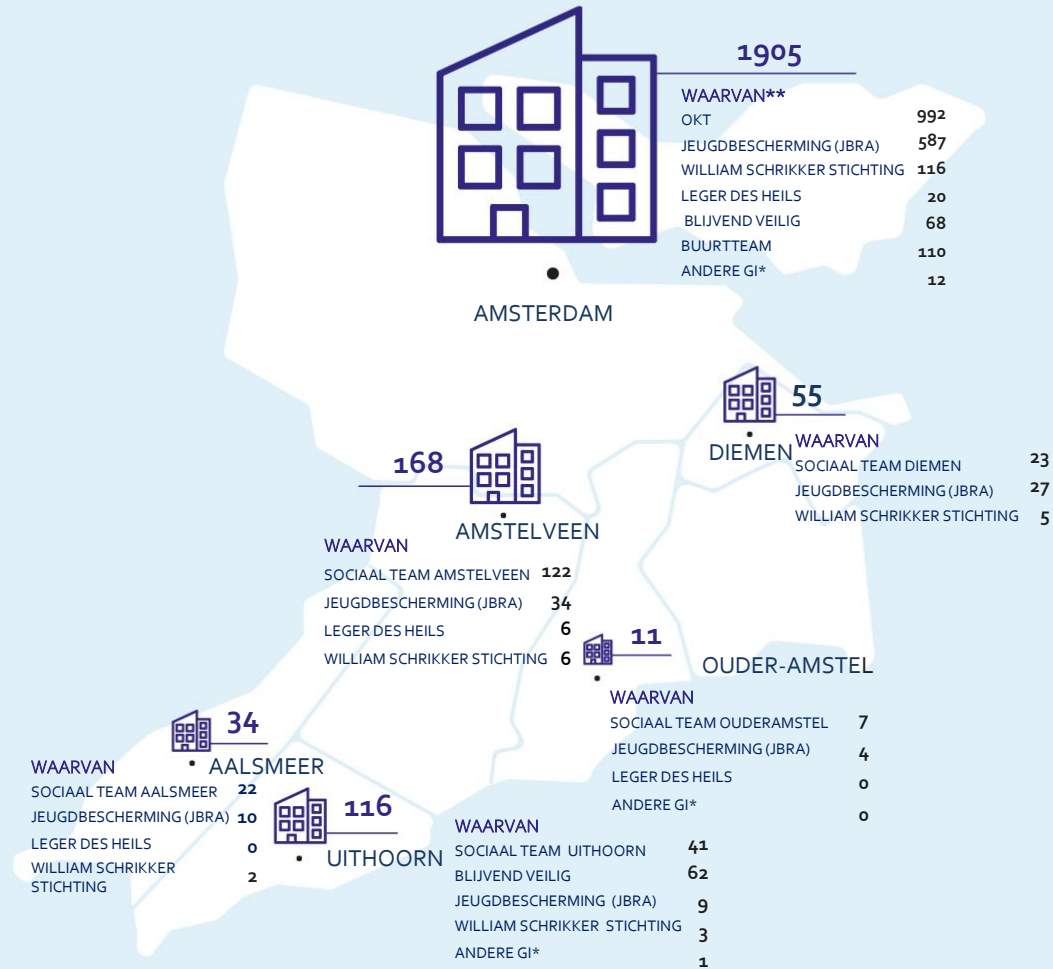 1905
WAARVAN**
OKT 992
JEUGDBESCHERMING (JBRA) 587
WILLIAM SCHRIKKER STICHTING 116
LEGER DES HEILS 20
BLIJVEND VEILIG 68
BUURTTEAM 110
ANDERE GI* 12
AMSTERDAM
55
DIEMEN
WAARVAN
SOCIAAL TEAM DIEMEN 23
JEUGDBESCHERMING (JBRA) 27
WILLIAM SCHRIKKER STICHTING 5
168
AMSTELVEEN
WAARVAN
SOCIAAL TEAM AMSTELVEEN 122
JEUGDBESCHERMING (JBRA) 34
LEGER DES HEILS 6
WILLIAM SCHRIKKER STICHTING 6
11
OUDER-AMSTEL
WAARVAN
SOCIAAL TEAM OUDERAMSTEL 7
JEUGDBESCHERMING (JBRA) 4
LEGER DES HEILS 0
ANDERE GI* 0
34
AALSMEER
WAARVAN
SOCIAAL TEAM AALSMEER 22
JEUGDBESCHERMING (JBRA) 10
LEGER DES HEILS 0
WILLIAM SCHRIKKER
STICHTING 2
116
UITHOORN
WAARVAN
SOCIAAL TEAM UITHOORN 41
BLIJVEND VEILIG 62
JEUGDBESCHERMING (JBRA) 9
WILLIAM SCHRIKKER STICHTING 3
ANDERE GI* 1